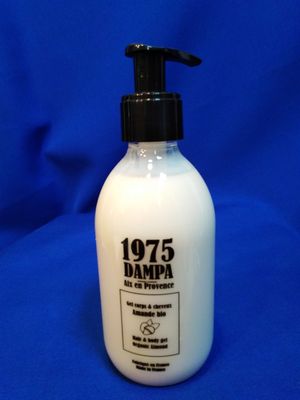 1975
DAMPA
Aix en Provence
Gel corps & cheveux
Amande bio
Hair & body gel
Organic Almond
Fabriqué en France
Made in France